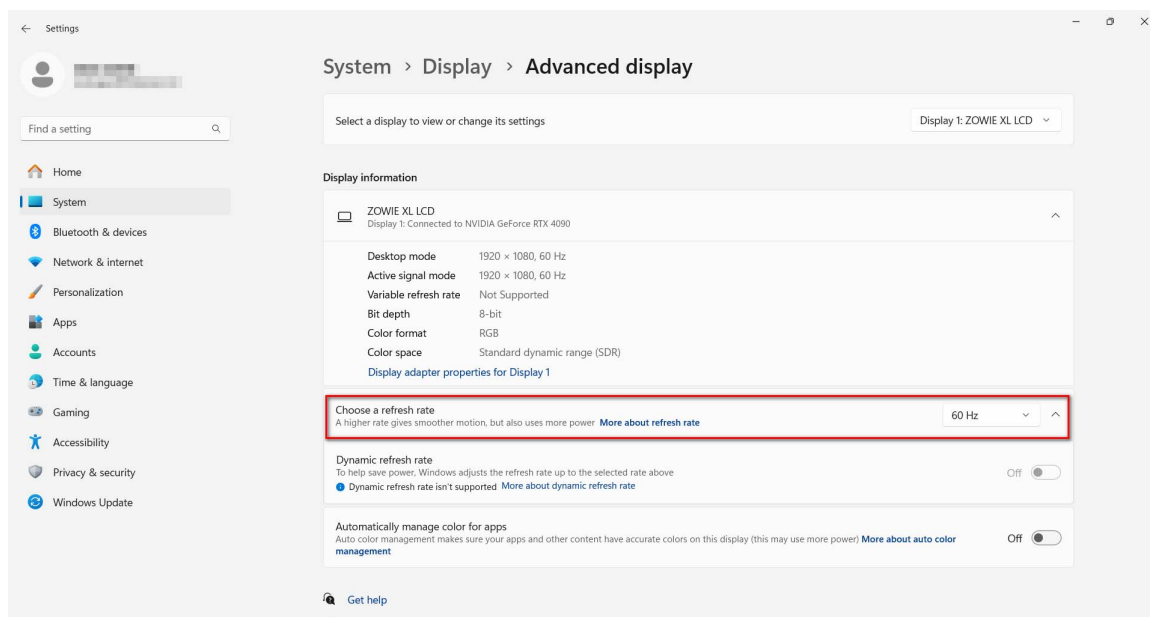 Settings
System > Display > Advanced display
Find a setting
Home
System
Bluetooth & devices
Network & internet
Personalization
Apps
Accounts
Time & language
Gaming
Accessibility
Privacy & security
Windows Update
Select a display to view or change its settings
Display 1: ZOWIE XL LCD
Display information
ZOWIE XL LCD
Display 1: Connected to NVIDIA GeForce RTX 4090
Desktop mode 1920 × 1080, 60 Hz
Active signal mode 1920 × 1080, 60 Hz
Variable refresh rate Not Supported
Bit depth 8-bit
Color format RGB
Color space Standard dynamic range (SDR)
Display adapter properties for Display 1
Choose a refresh rate
A higher rate gives smoother motion, but also uses more power More about refresh rate
60 Hz
Dynamic refresh rate
To help save power, Windows adjusts the refresh rate up to the selected rate above
Dynamic refresh rate isn't supported More about dynamic refresh rate
Off
Automatically manage color for apps
Auto color management makes sure your apps and other content have accurate colors on this display (this may use more power) More about auto color
management
Off
Get help